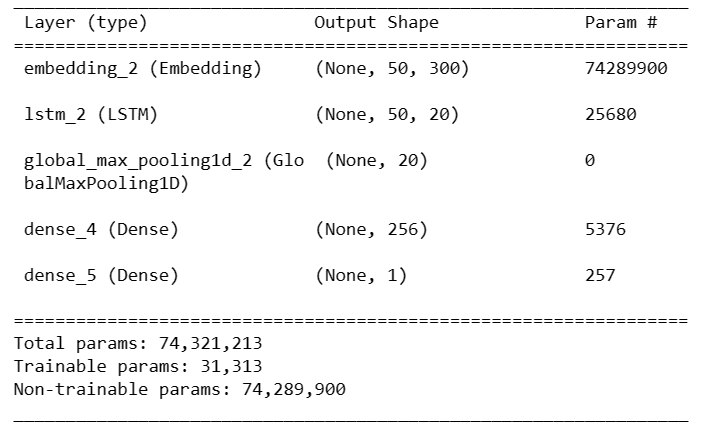 Layer (type) Output Shape Param #
=================================================================
embedding_2 (Embedding) (None, 50, 300) 74289900
lstm_2 (LSTM) (None, 50, 20) 25680
global_max_pooling1d_2 (Glo (None, 20) 0
balMaxPooling1D)
dense_4 (Dense) (None, 256) 5376
dense_5 (Dense) (None, 1) 257
=================================================================
Total params: 74,321,213
Trainable params: 31,313
Non-trainable params: 74,289,900